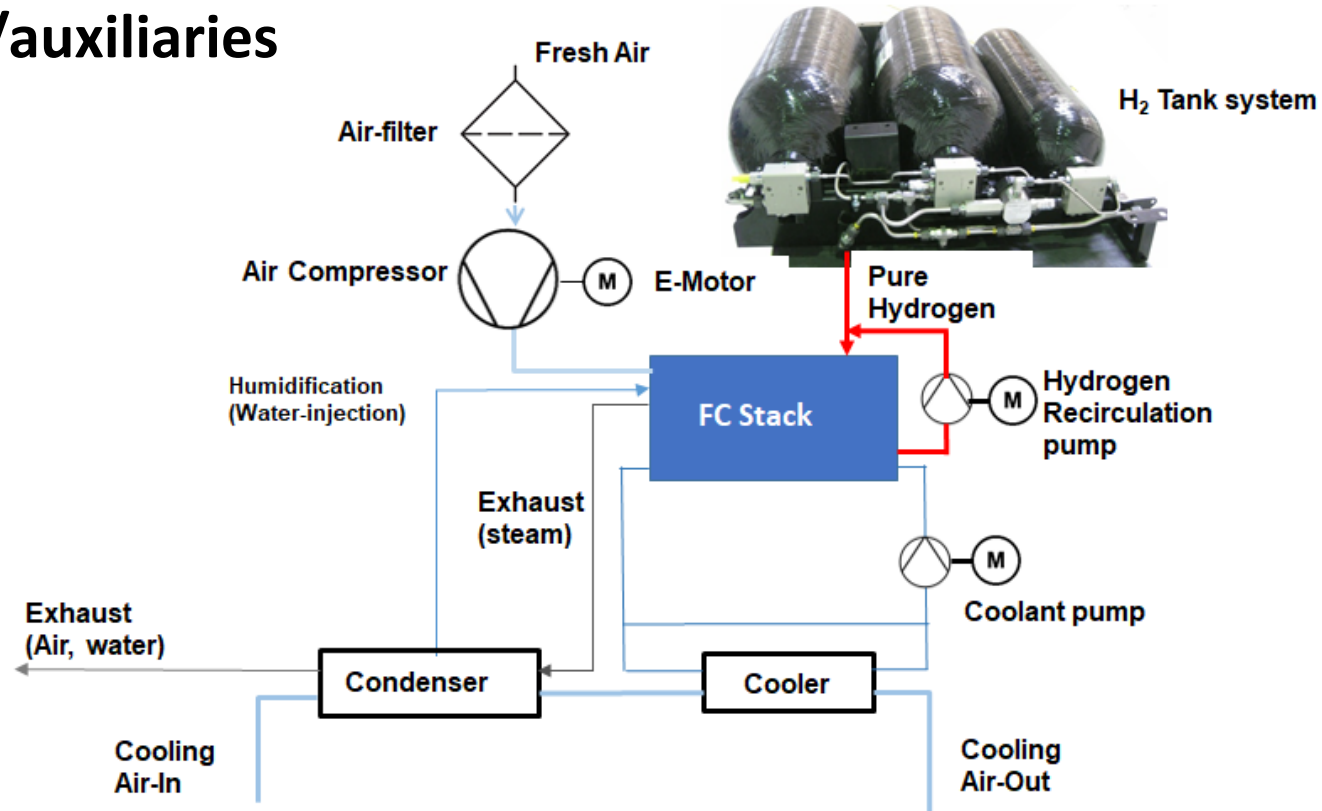 /auxiliaries
Fresh Air
H₂ Tank system
Air-filter
Air Compressor
M
E-Motor
Pure
Hydrogen
Humidification
(Water-injection)
FC Stack
M
Hydrogen
Recirculation
pump
Exhaust
(steam)
M
Coolant pump
Exhaust
(Air, water)
Condenser
Cooler
Cooling
Air-In
Cooling
Air-Out